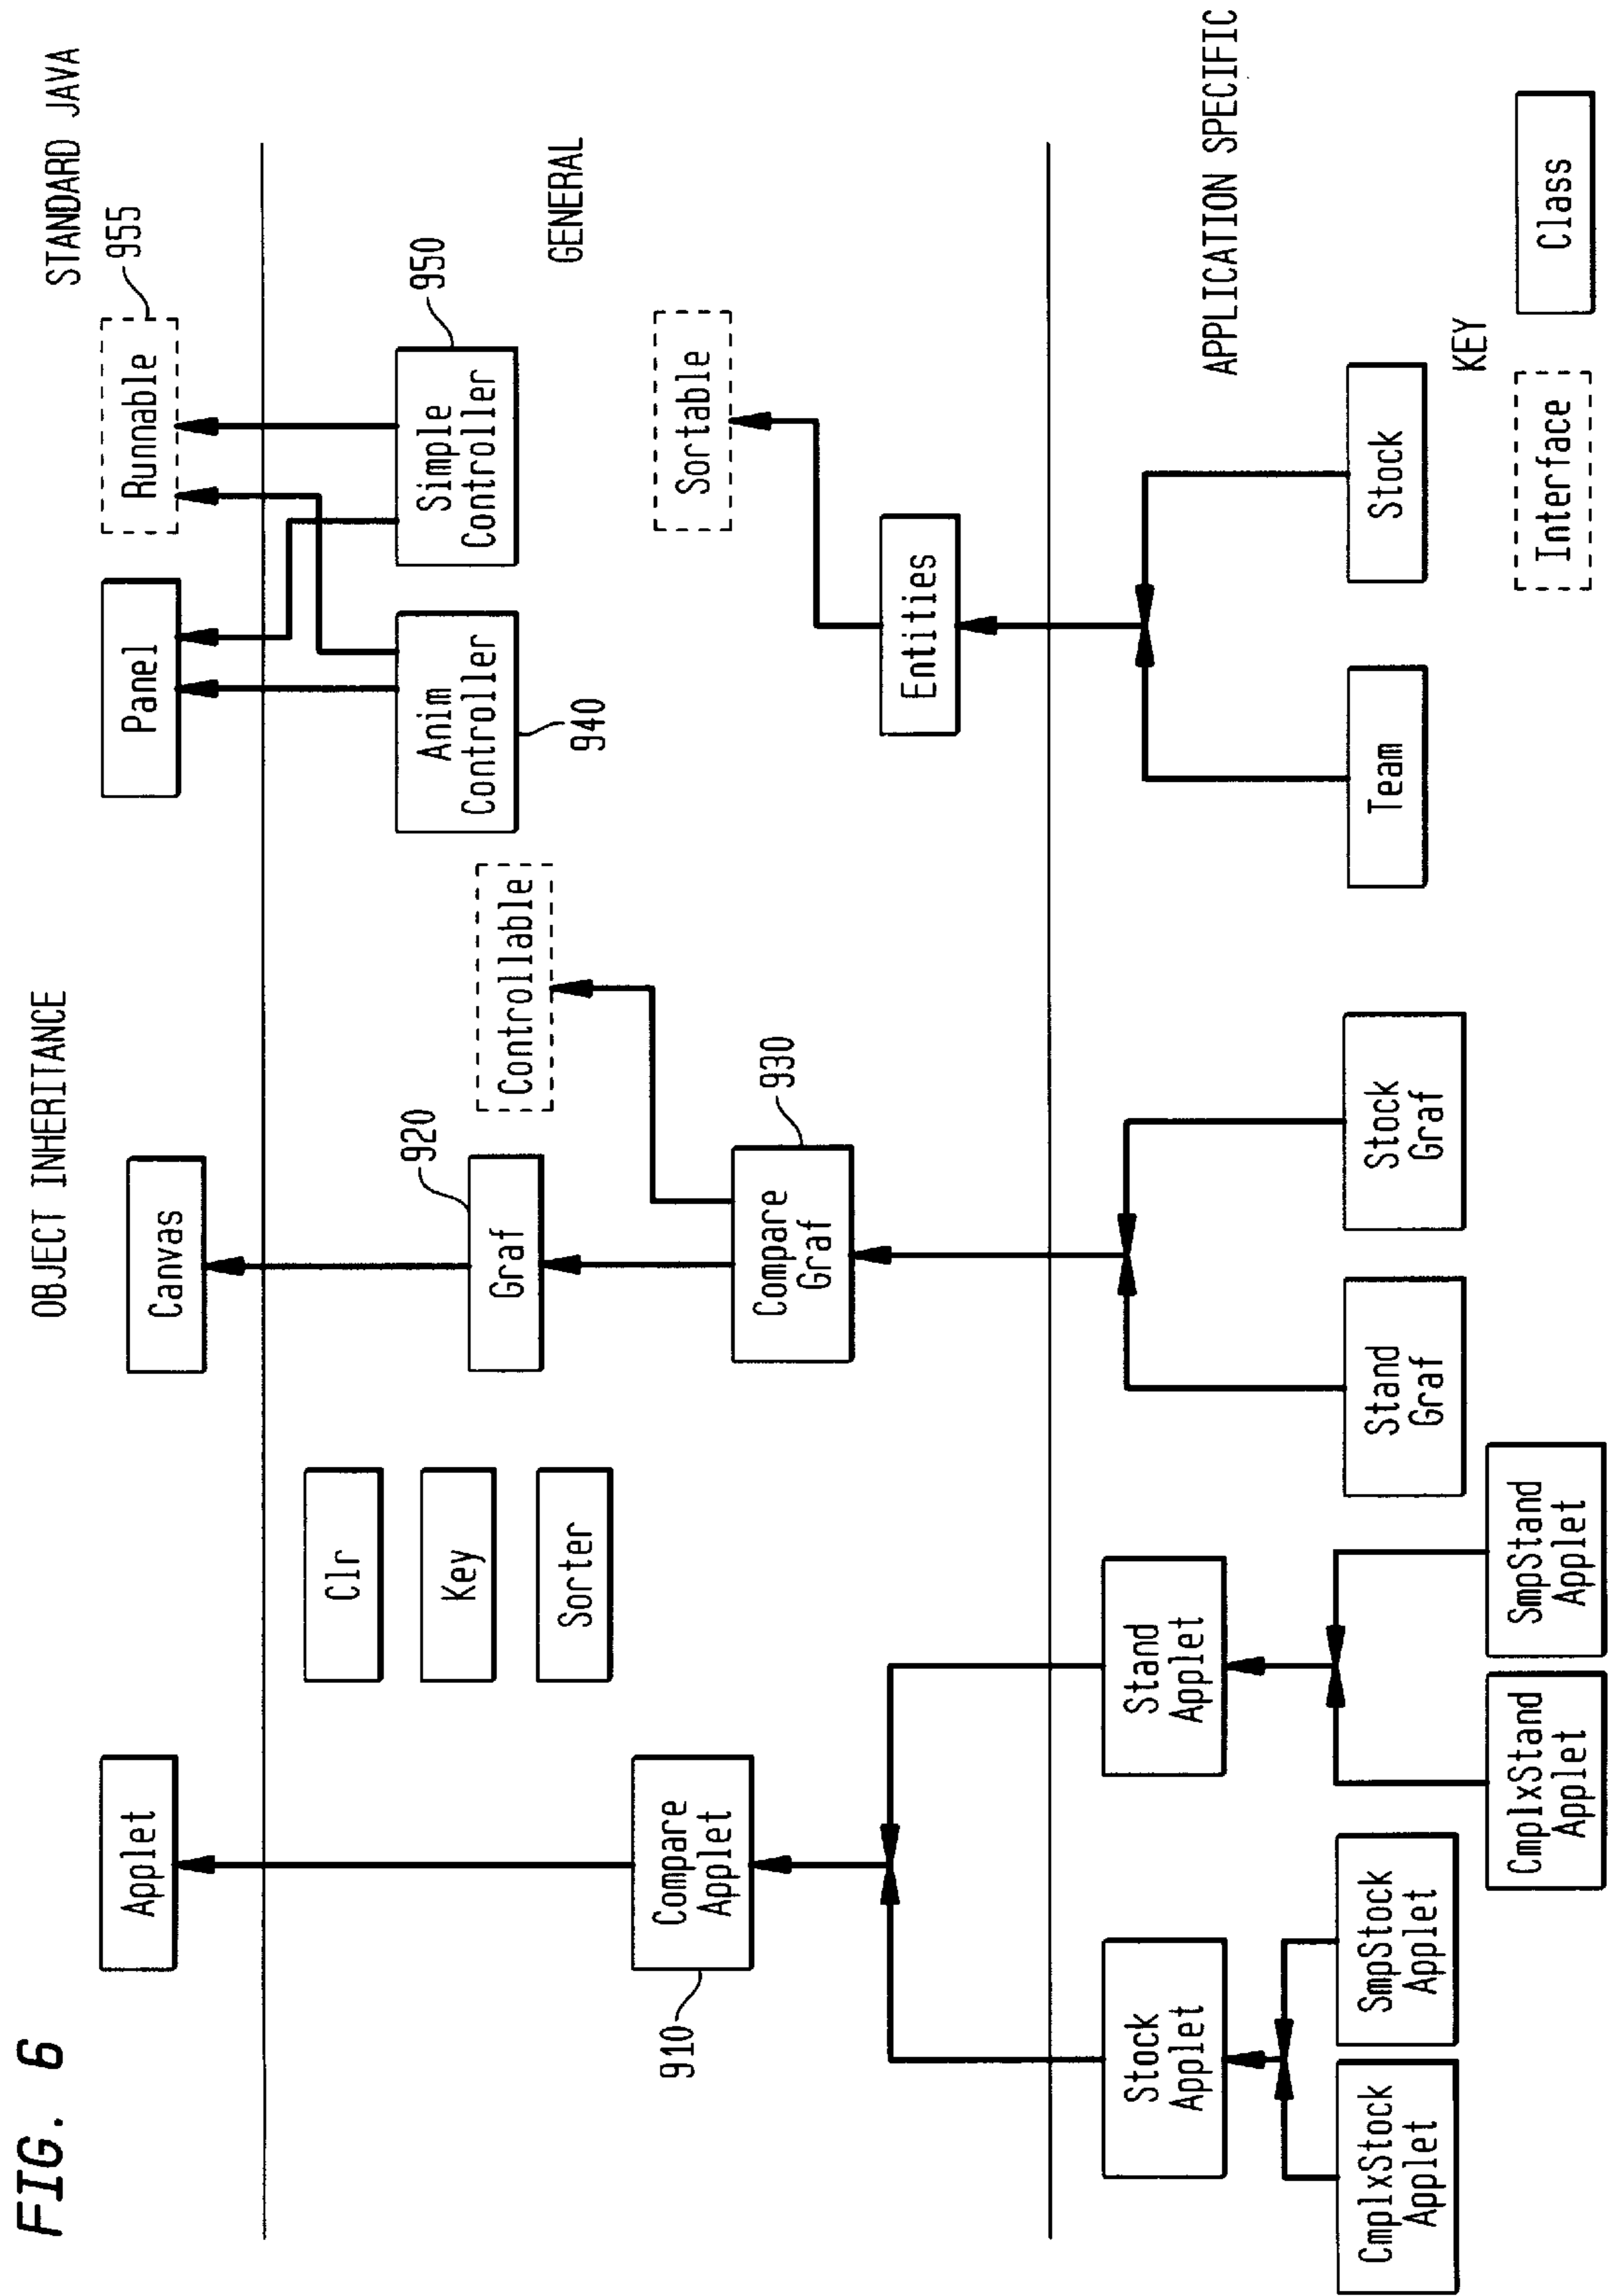 FIG. 6
OBJECT INHERITANCE
STANDARD JAVA
Applet
Canvas
Panel
Runnable
955
Clr
Key
Sorter
Graf
920
Controllable
Anim
Controller
940
Simple
Controller
950
GENERAL
Compare
Applet
910
Compare
Graf
930
Sortable
Entities
Stock
Applet
Stand
Applet
APPLICATION SPECIFIC
CmplxStock
Applet
SmpStock
Applet
CmplxStand
Applet
SmpStand
Applet
Stand
Graf
Stock
Graf
Team
Stock
KEY
Interface
Class